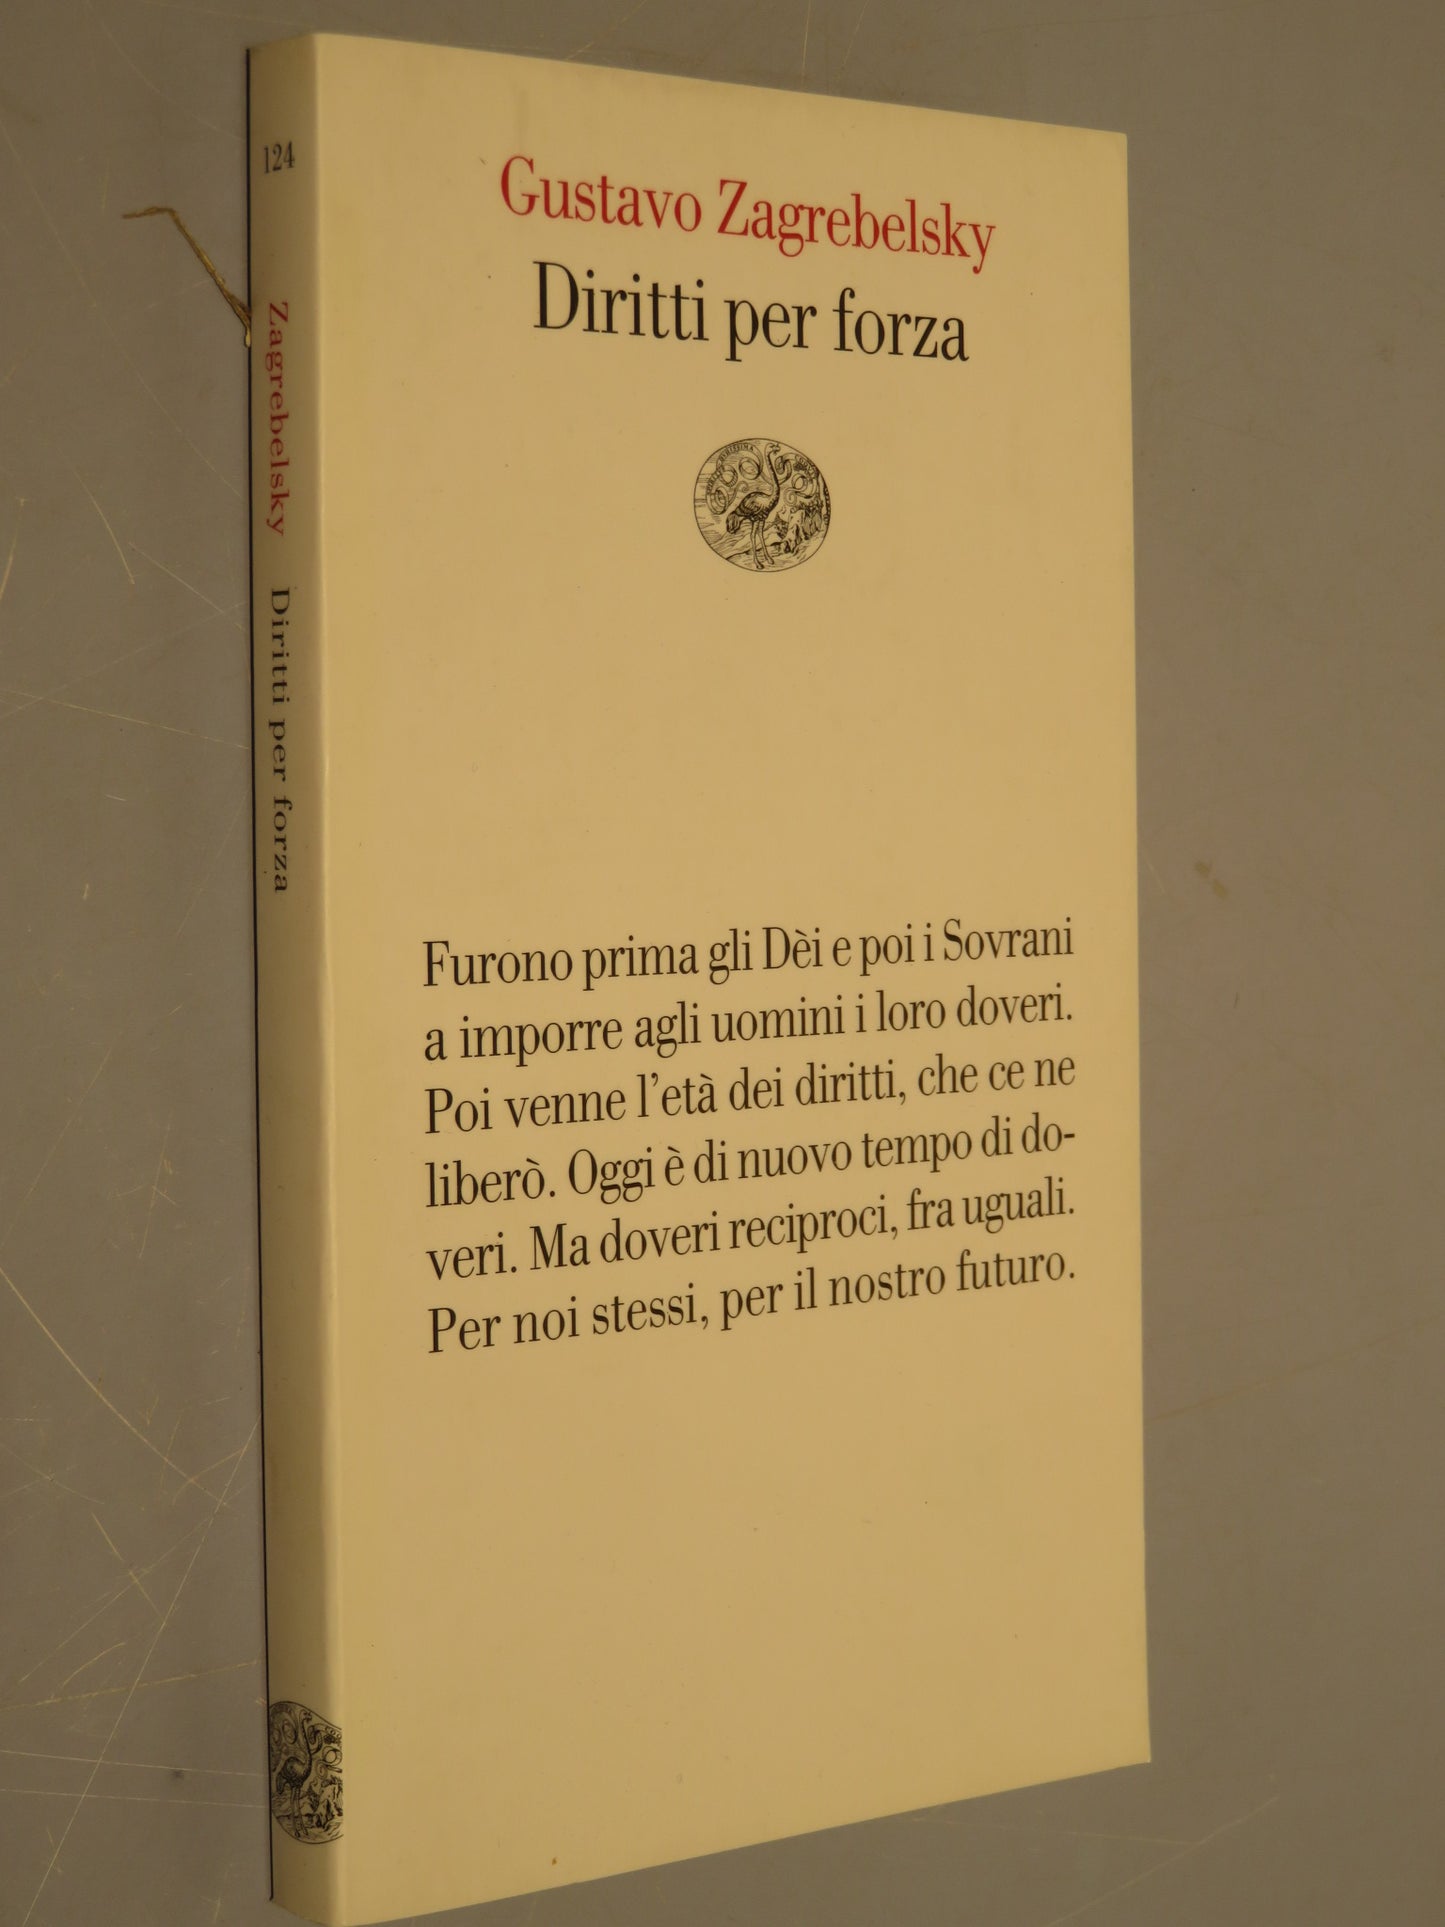 Gustavo Zagrebelsky
Diritti per forza
Furono prima gli Dèi e poi i Sovrani
a imporre agli uomini i loro doveri.
Poi venne l'età dei diritti, che ce ne
liberò. Oggi è di nuovo tempo di do-
veri. Ma doveri reciproci, fra uguali.
Per noi stessi, per il nostro futuro.
124
Zagrebelsky Diritti per forza